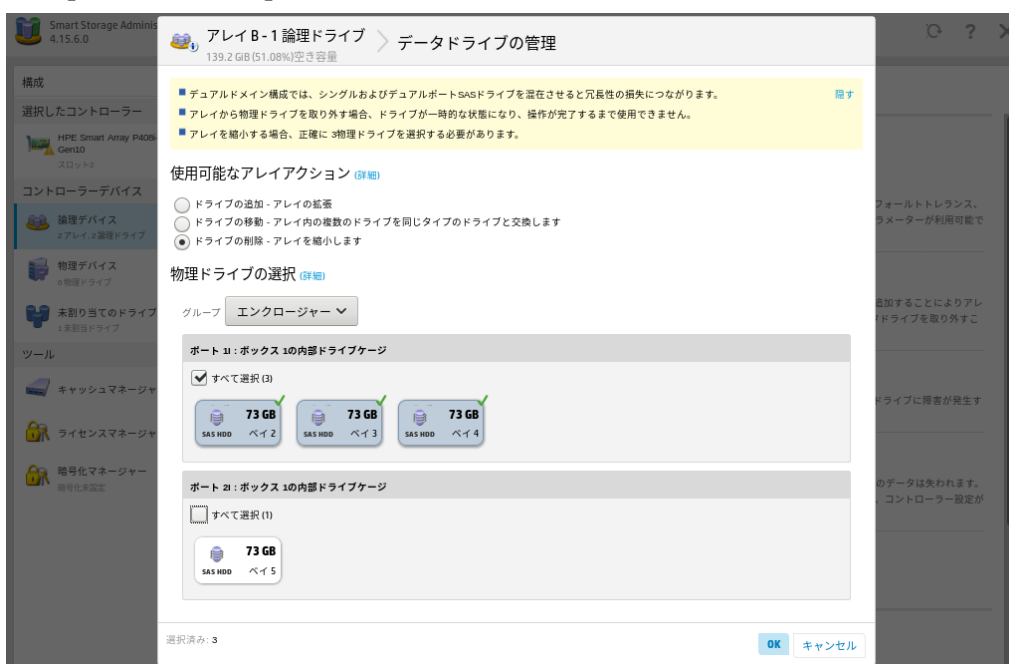 Smart Storage Adminis
4.15.6.0
アレイ B - 1 論理ドライブ
データドライブの管理
139.2 GiB (51.08%)空き容量
デュアルドメイン構成では、シングルおよびデュアルポートSASドライブを混在させると冗長性の損失につながります。
隠す
アレイから物理ドライブを取り外す場合、ドライブが一時的な状態になり、操作が完了するまで使用できません。
アレイを縮小する場合、正確に 3物理ドライブを選択する必要があります。
構成
選択したコントローラー
HPE Smart Array P408i-
Gen10
スロット2
コントローラーデバイス
論理デバイス
2アレイ, 2論理ドライブ
物理デバイス
8物理ドライブ
未割り当てのドライブ
1未割当ドライブ
ツール
キャッシュマネージャ
ライセンスマネージャ
暗号化マネージャー
暗号化未設定
使用可能なアレイアクション (詳細)
ドライブの追加 - アレイの拡張
ドライブの移動 - アレイ内の複数のドライブを同じタイプのドライブと交換します
ドライブの削除 - アレイを縮小します
物理ドライブの選択 (詳細)
グループ エンクロージャー
ポート 1I : ボックス 1の内部ドライブケージ
すべて選択 (3)
73 GB
SAS HDD ベイ 2
73 GB
SAS HDD ベイ 3
73 GB
SAS HDD ベイ 4
ポート 2I : ボックス 1の内部ドライブケージ
すべて選択 (1)
73 GB
SAS HDD ベイ 5
選択済み: 3
OK キャンセル
フォールトトレランス、
ラメーターが利用可能で
追加することによりアレ
ドライブを取り外すこ
ドライブに障害が発生す
のデータは失われます。
、コントローラー設定が